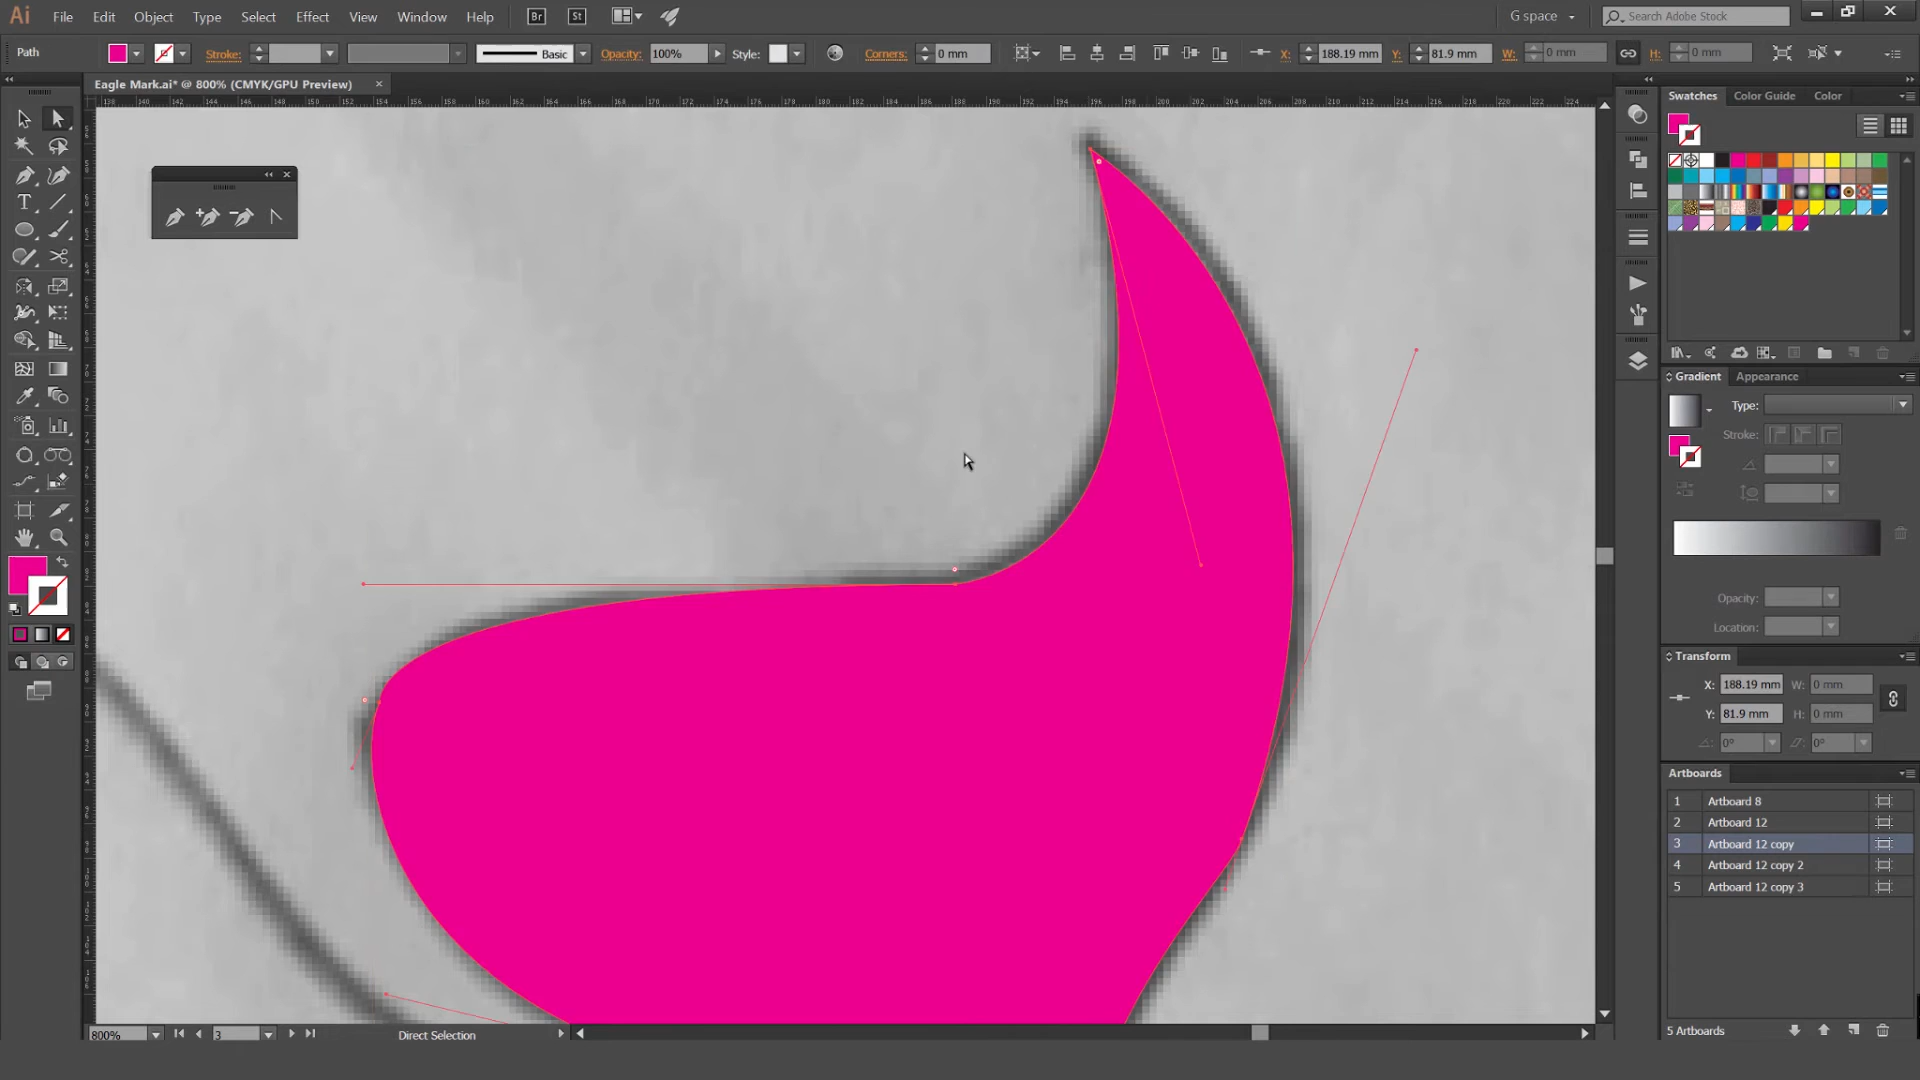 Ai File Edit Object Type Select Effect View Window Help Br St G space Search Adobe Stock
Path Stroke: Basic Opacity: 100% Style: Corners: 0 mm X: 188.19 mm Y: 81.9 mm W: 0 mm H: 0 mm
Eagle Mark.ai* @ 800% (CMYK/GPU Preview)
Swatches Color Guide Color
Gradient Appearance
Type:
Stroke:
Opacity:
Location:
Transform
X: 188.19 mm W: 0 mm
Y: 81.9 mm H: 0 mm
0° 0°
Artboards
1 Artboard 8
2 Artboard 12
3 Artboard 12 copy
4 Artboard 12 copy 2
5 Artboard 12 copy 3
5 Artboards
800% 3 Direct Selection